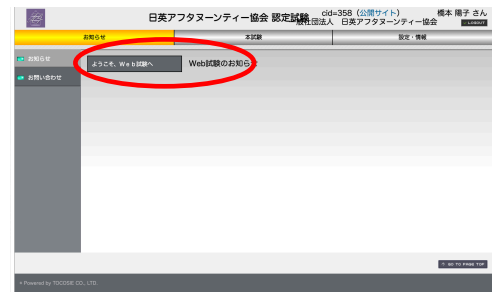 日英アフタヌーンティー協会 認定試験
cid=358（公開サイト）
橋本 陽子 さん
社団法人 日英アフタヌーンティー協会
LOGOUT
お知らせ
本試験
設定・情報
お知らせ
お問い合わせ
ようこそ、Web試験へ
Web試験のお知らせ
GO TO PAGE TOP
Powered by TOCOSIE CO., LTD.